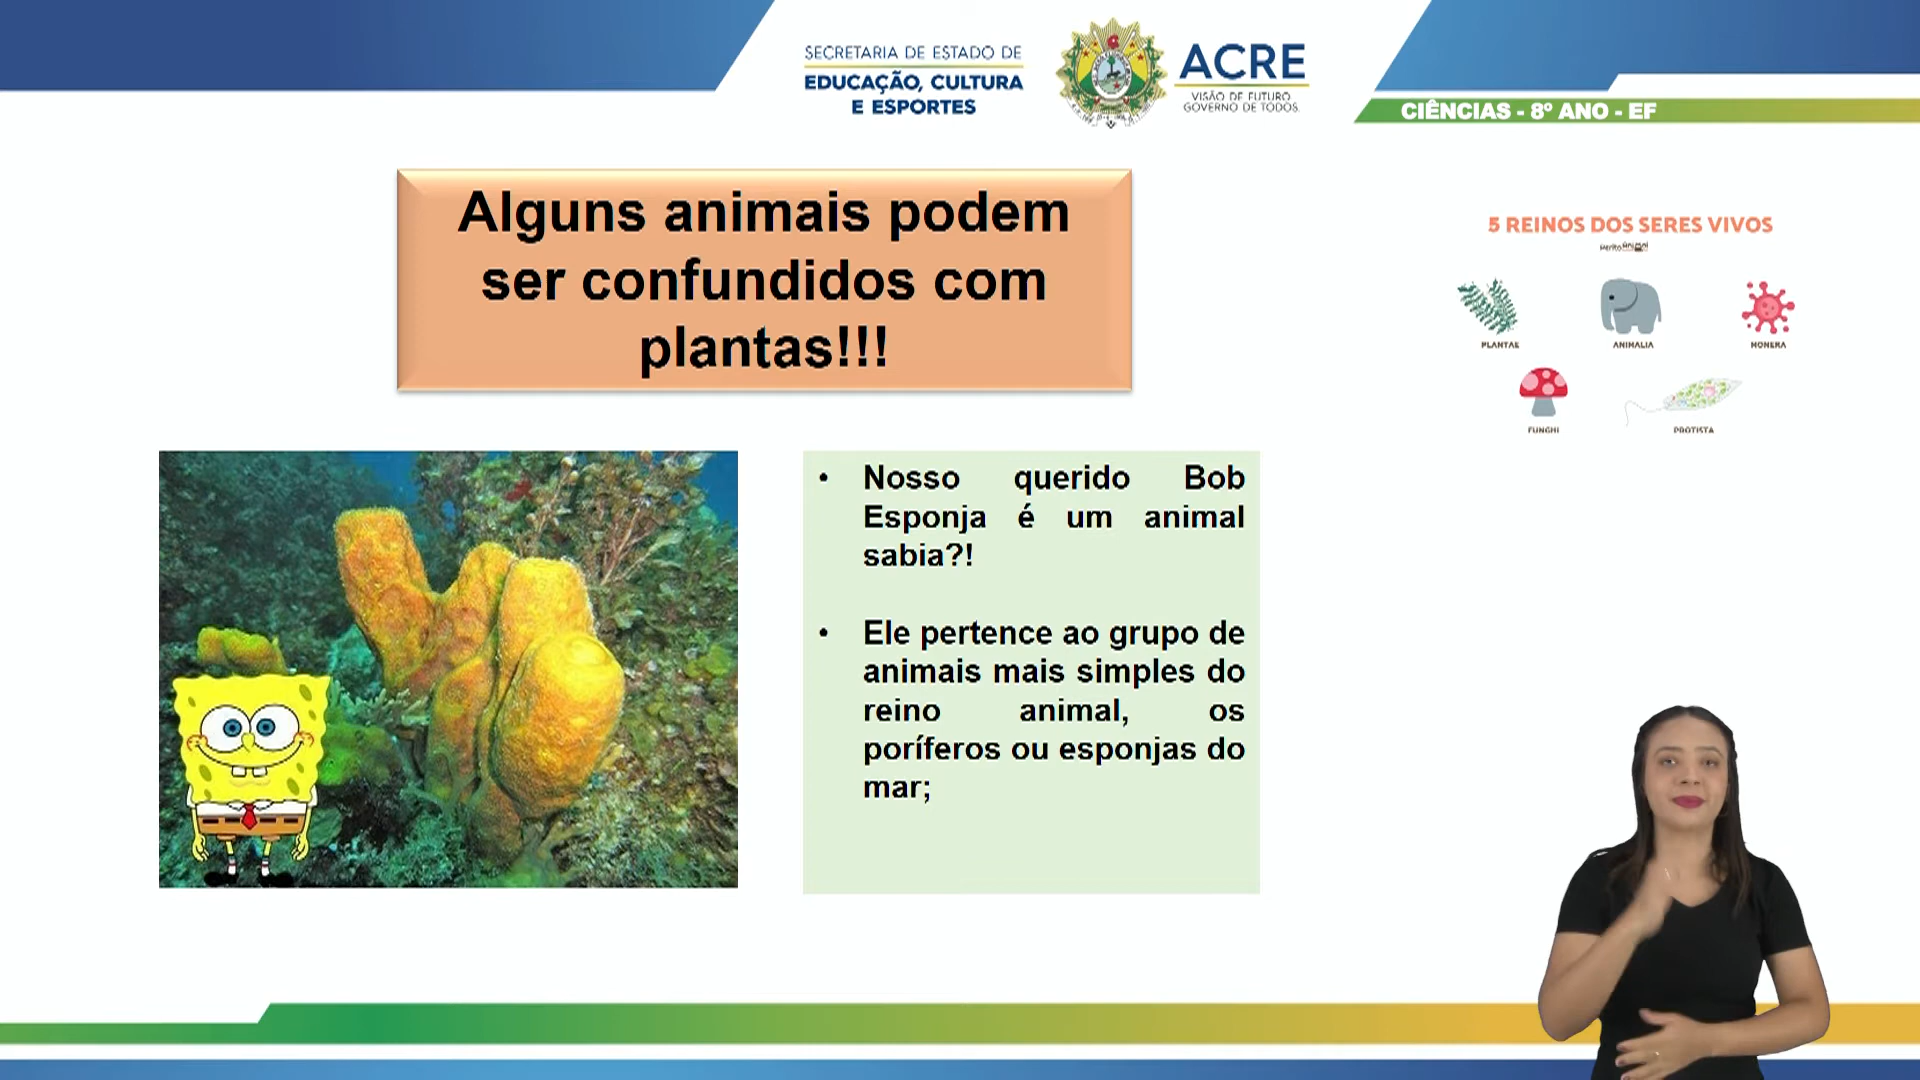 SECRETARIA DE ESTADO DE
EDUCAÇÃO, CULTURA
E ESPORTES
ACRE
VISÃO DE FUTURO
GOVERNO DE TODOS.
CIÊNCIAS - 8º ANO - EF
Alguns animais podem
ser confundidos com
plantas!!!
5 REINOS DOS SERES VIVOS
PLANTAE
ANIMALIA
MONERA
FUNGHI
PROTISTA
• Nosso querido Bob
Esponja é um animal
sabia?!
• Ele pertence ao grupo de
animais mais simples do
reino animal, os
poríferos ou esponjas do
mar;